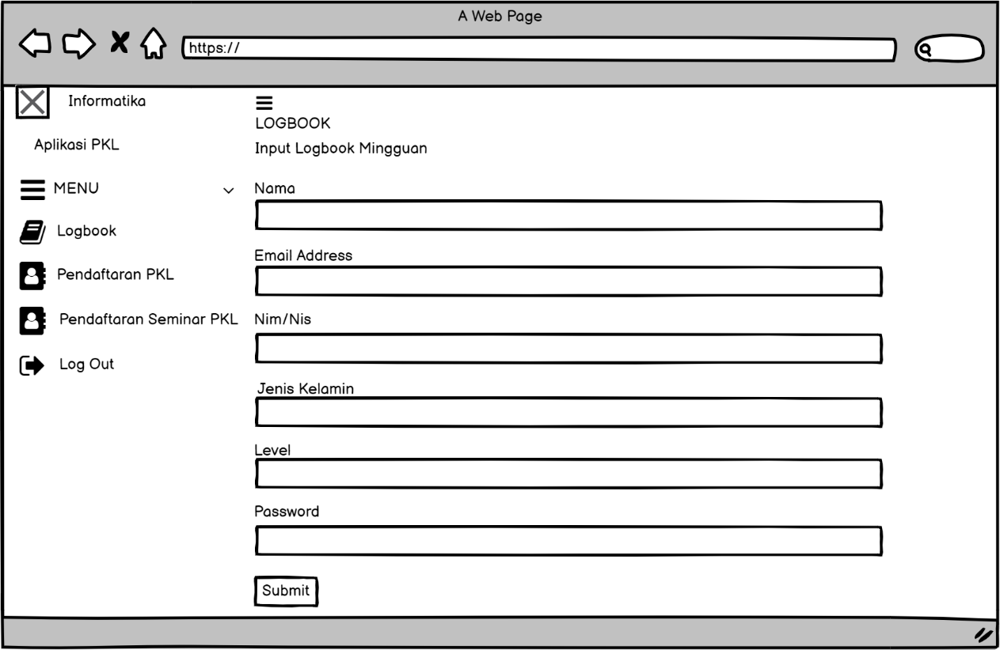 A Web Page
https://
Informatika
Aplikasi PKL
MENU
Logbook
Pendaftaran PKL
Pendaftaran Seminar PKL
Log Out
LOGBOOK
Input Logbook Mingguan
Nama
Email Address
Nim/Nis
Jenis Kelamin
Level
Password
Submit